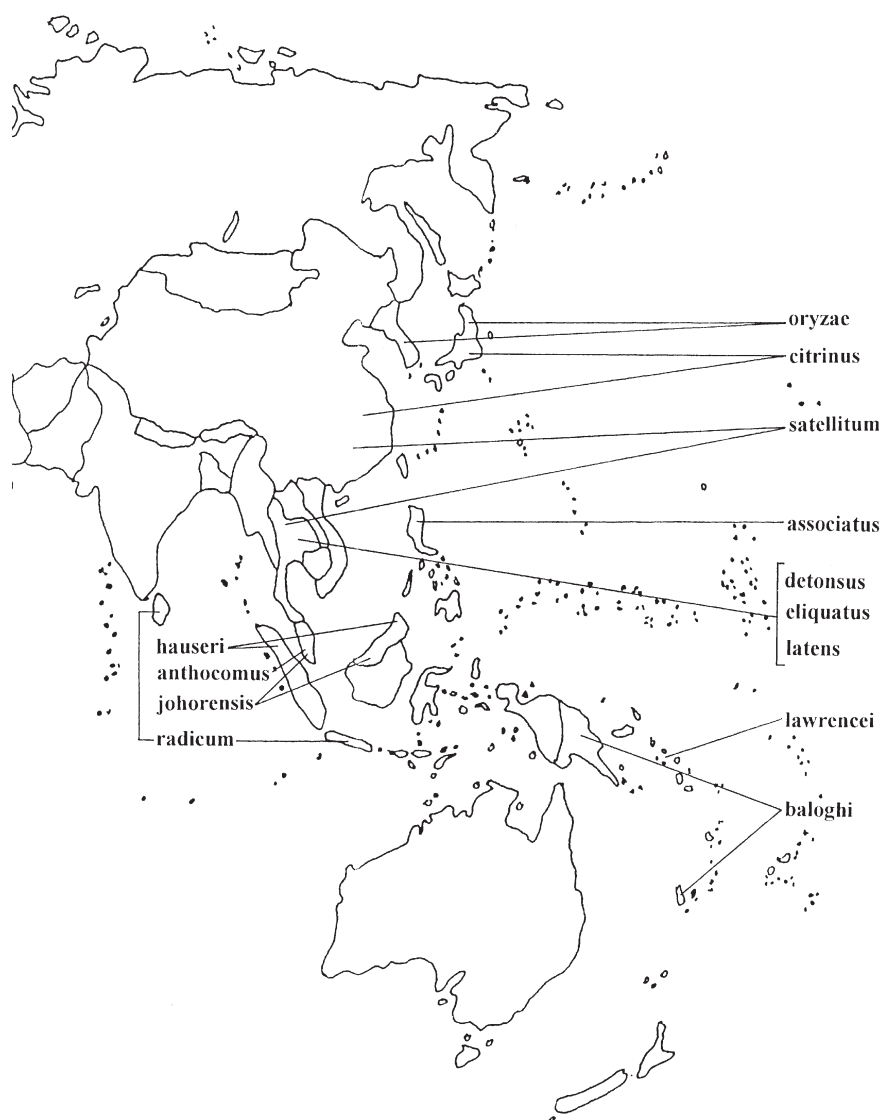 oryzae
citrinus
satellitum
associatus
detonsus
eliquatus
latens
hauseri
anthocomus
johorensis
radicum
lawrencei
baloghi